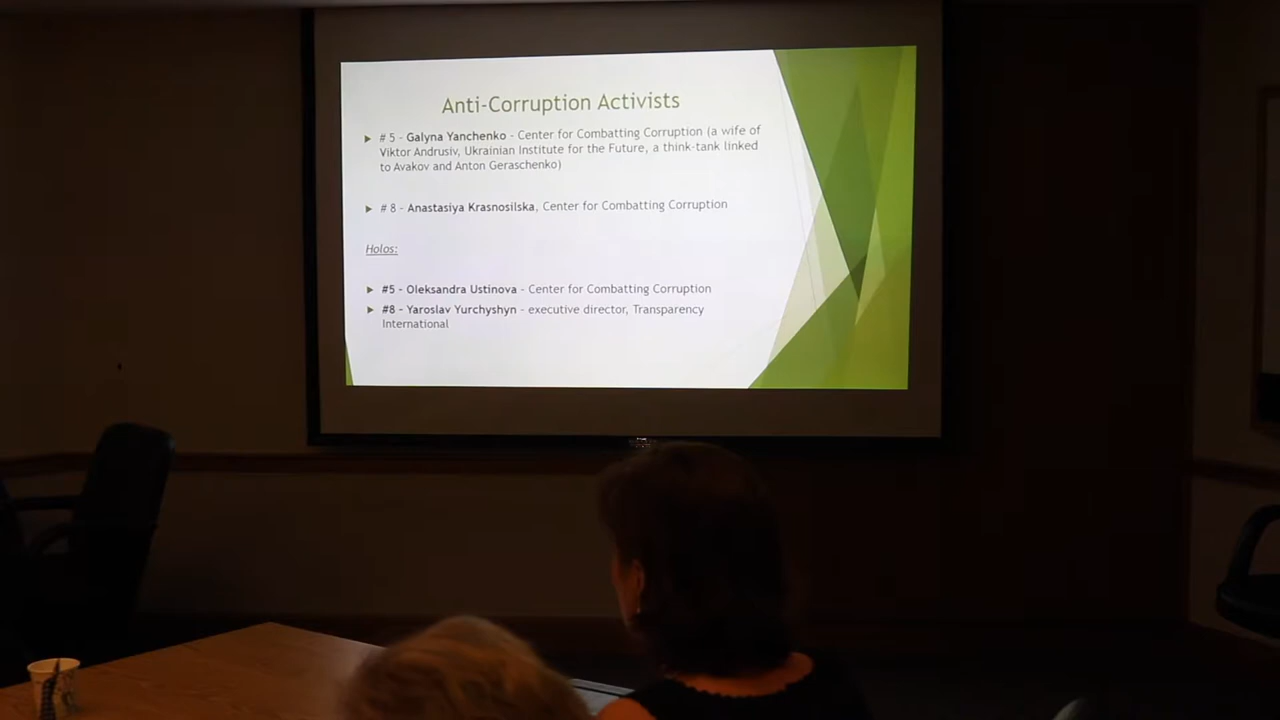 Anti-Corruption Activists
# 5 - Galyna Yanchenko - Center for Combatting Corruption (a wife of
Viktor Andrusiv, Ukrainian Institute for the Future, a think-tank linked
to Avakov and Anton Geraschenko)
# 8 - Anastasiya Krasnosilska, Center for Combatting Corruption
Holos:
#5 - Oleksandra Ustinova - Center for Combatting Corruption
#8 - Yaroslav Yurchyshyn - executive director, Transparency
International